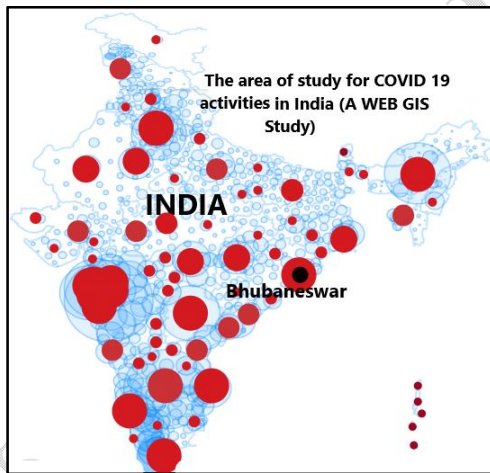 The area of study for COVID 19
activities in India (A WEB GIS
Study)
INDIA
Bhubaneswar